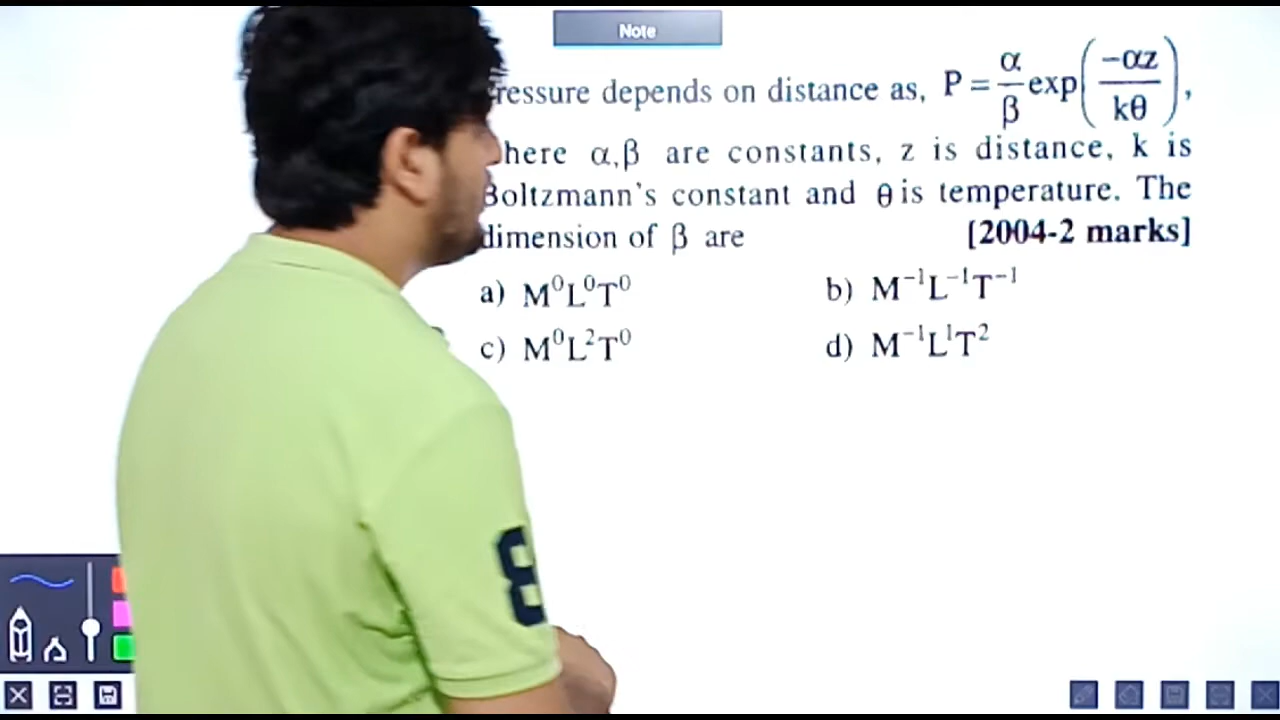 Note
ressure depends on distance as, P = α/β exp(-αz/kθ),
here α,β are constants, z is distance, k is
Boltzmann's constant and θ is temperature. The
dimension of β are [2004-2 marks]
a) M⁰L⁰T⁰ b) M⁻¹L⁻¹T⁻¹
c) M⁰L²T⁰ d) M⁻¹L¹T²
8